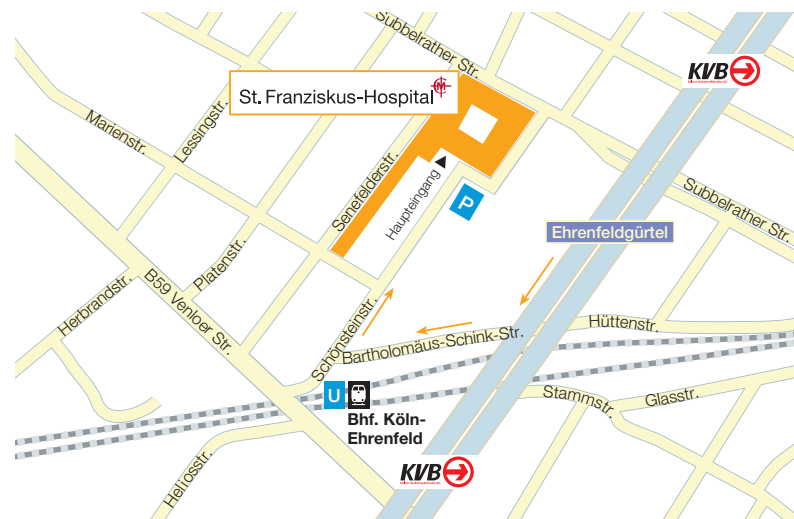 Subbelrather Str.
KVB
St. Franziskus-Hospital
Lessingstr.
Marienstr.
Senefelderstr.
Haupteingang
P
Subbelrather Str.
Ehrenfeldgürtel
Platenstr.
Herbrandstr.
B59 Venloer Str.
Schönsteinstr.
Hüttenstr.
Bartholomäus-Schink-Str.
U
Bhf. Köln-
Ehrenfeld
Stammstr.
Glasstr.
Heliosstr.
KVB